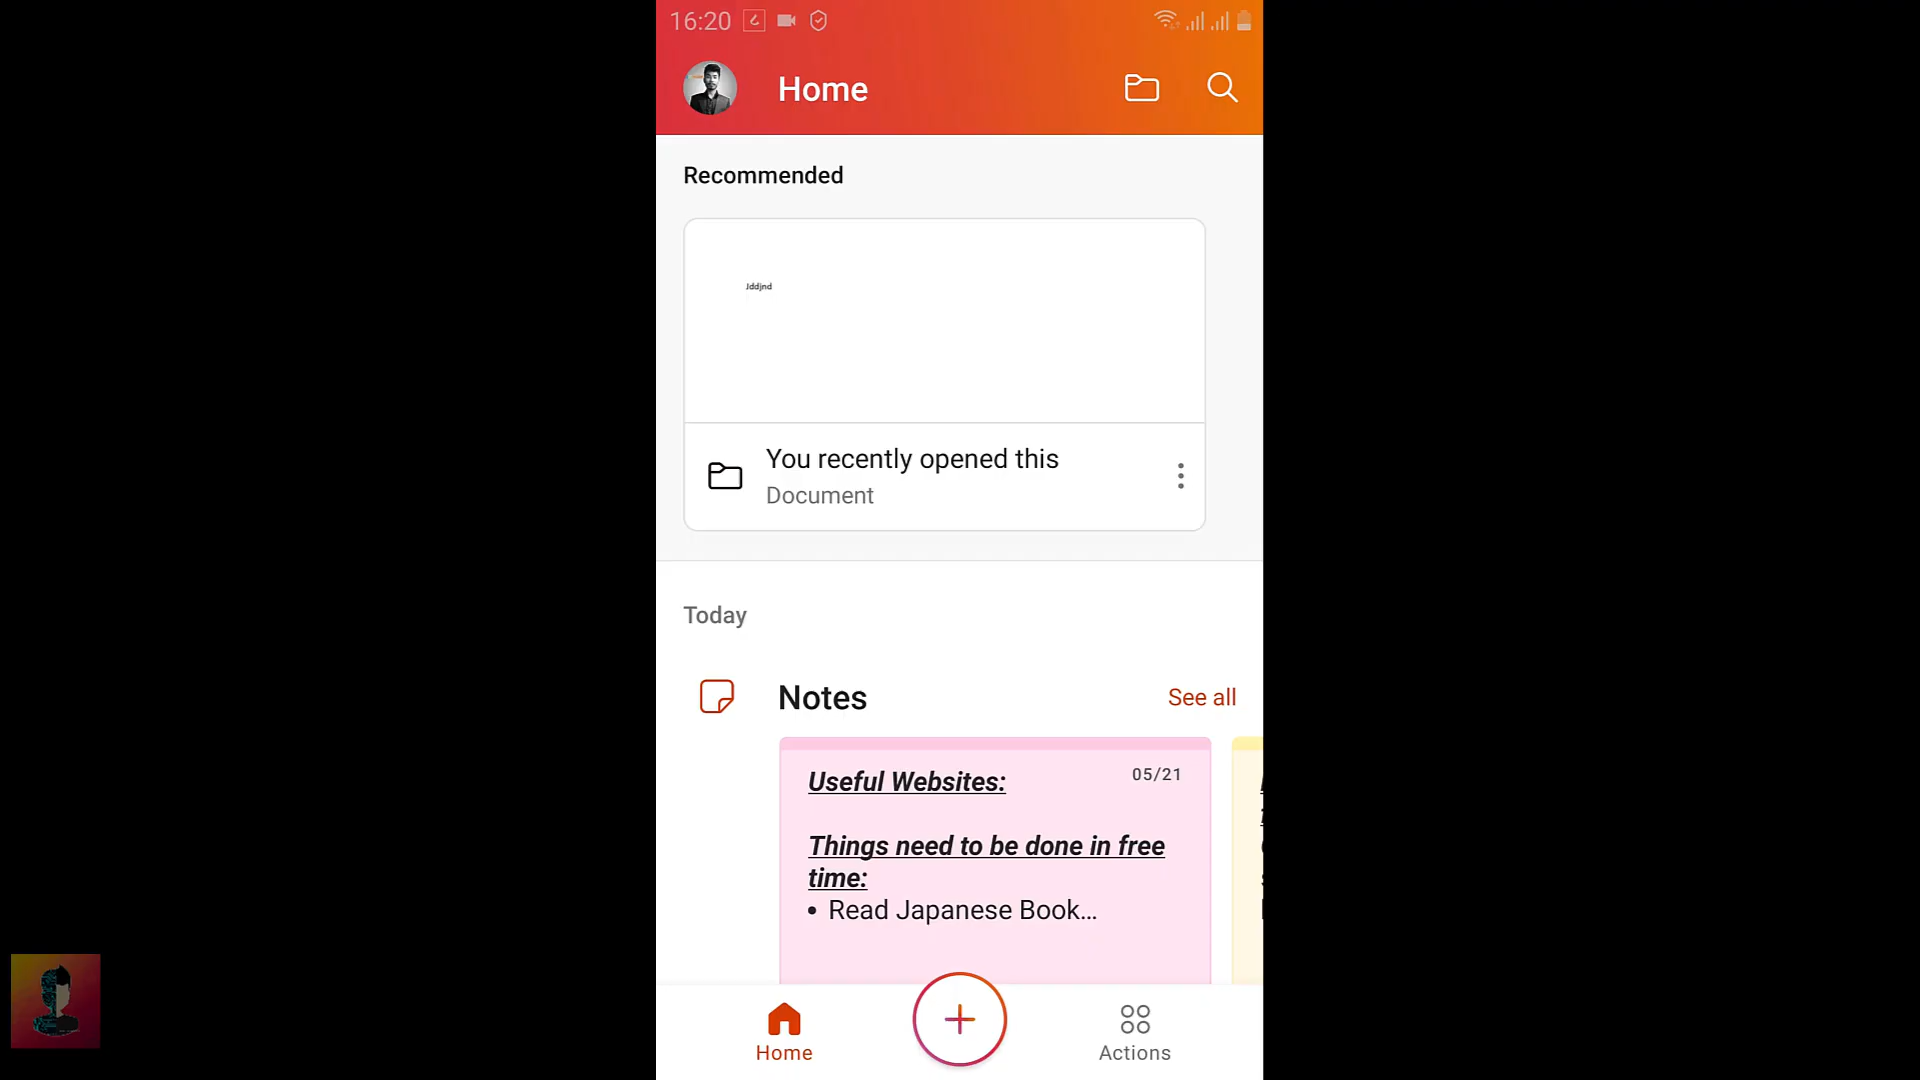 16:20
Home
Recommended
Jddjnd
You recently opened this
Document
Today
Notes
See all
Useful Websites:
05/21
Things need to be done in free
time:
• Read Japanese Book...
Home
Actions